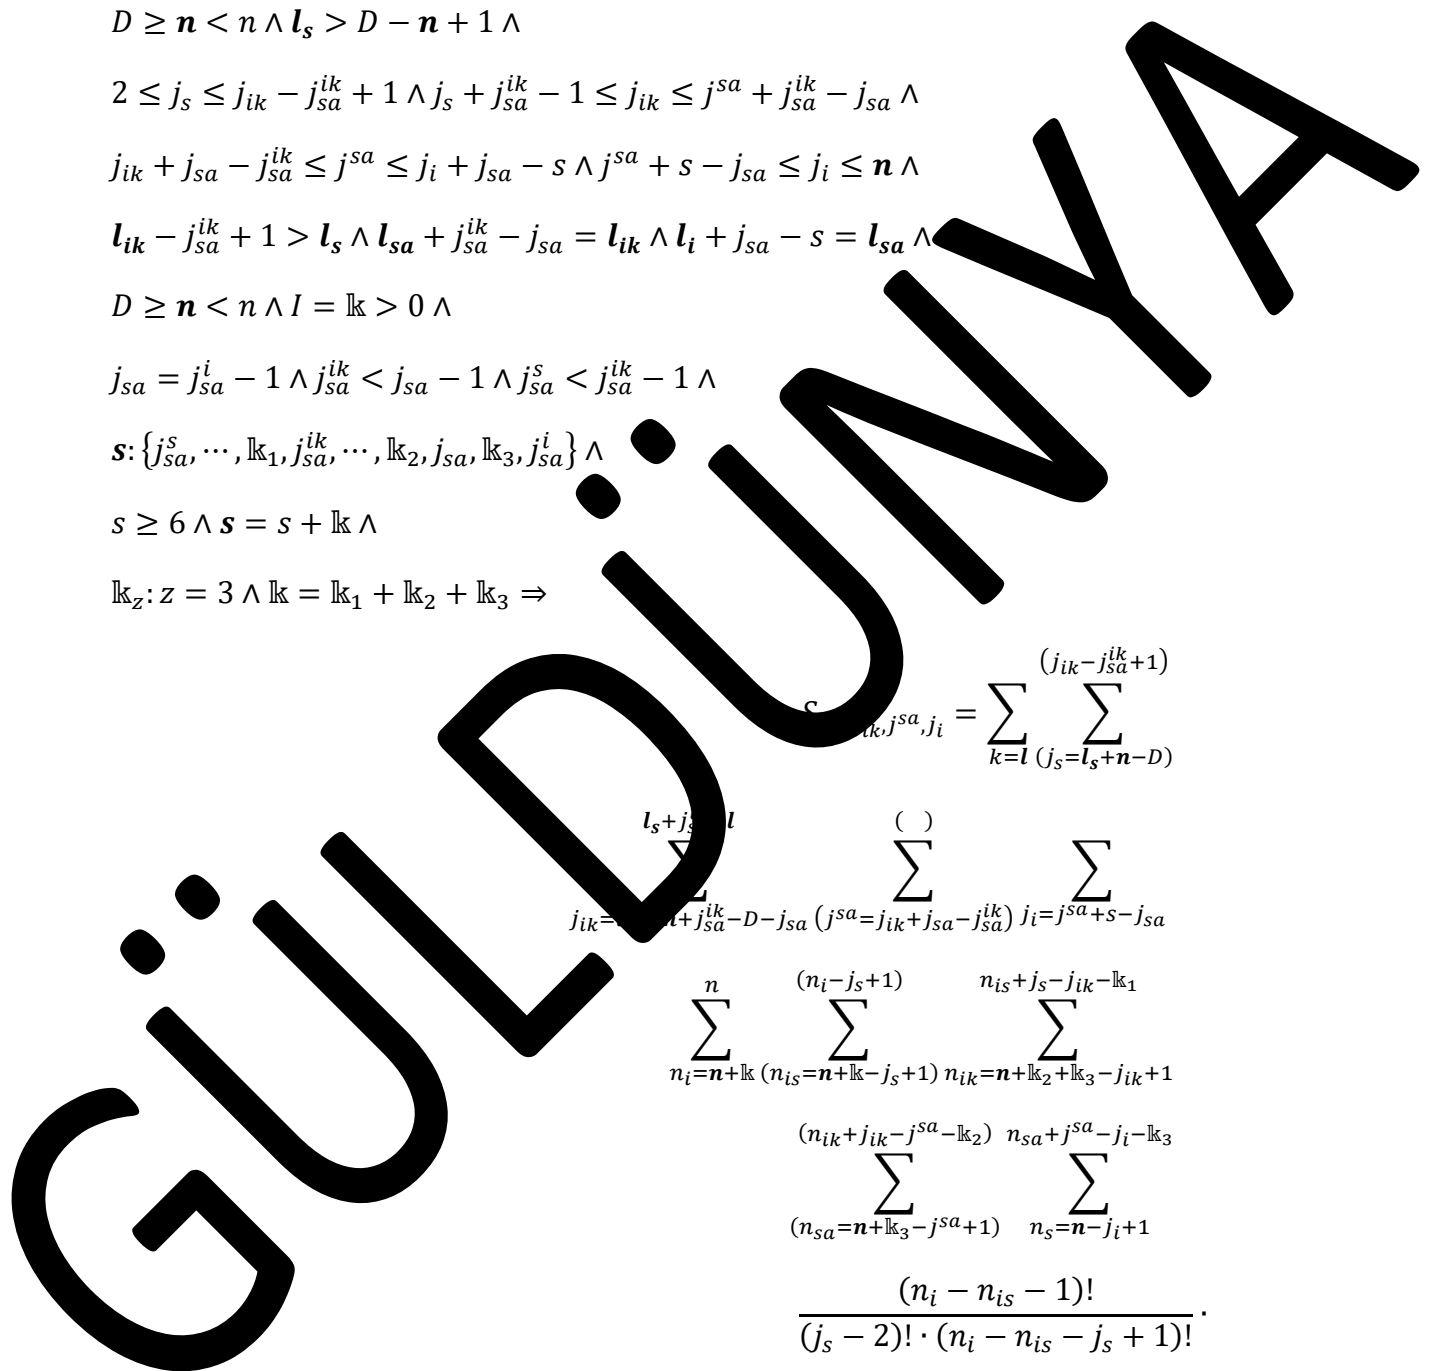 D ≥ n < n ∧ l_s > D − n + 1 ∧
2 ≤ j_s ≤ j_{ik} − j_{sa}^{ik} + 1 ∧ j_s + j_{sa}^{ik} − 1 ≤ j_{ik} ≤ j^{sa} + j_{sa}^{ik} − j_{sa} ∧
j_{ik} + j_{sa} − j_{sa}^{ik} ≤ j^{sa} ≤ j_i + j_{sa} − s ∧ j^{sa} + s − j_{sa} ≤ j_i ≤ n ∧
l_{ik} − j_{sa}^{ik} + 1 > l_s ∧ l_{sa} + j_{sa}^{ik} − j_{sa} = l_{ik} ∧ l_i + j_{sa} − s = l_{sa} ∧
D ≥ n < n ∧ I = 𝕜 > 0 ∧
j_{sa} = j_{sa}^i − 1 ∧ j_{sa}^{ik} < j_{sa} − 1 ∧ j_{sa}^s < j_{sa}^{ik} − 1 ∧
s: {j_{sa}^s, ⋯, 𝕜_1, j_{sa}^{ik}, ⋯, 𝕜_2, j_{sa}, 𝕜_3, j_{sa}^i} ∧
s ≥ 6 ∧ s = s + 𝕜 ∧
𝕜_z: z = 3 ∧ 𝕜 = 𝕜_1 + 𝕜_2 + 𝕜_3 ⇒
_{ik,j^{sa},j_i} = ∑_{k=l} ∑_{(j_s=l_s+n−D)}^{(j_{ik}−j_{sa}^{ik}+1)}
∑ ∑_{(j^{sa}=j_{ik}+j_{sa}−j_{sa}^{ik})}^{( )} ∑_{j_i=j^{sa}+s−j_{sa}}
∑_{n_i=n+𝕜}^{n} ∑_{(n_{is}=n+𝕜−j_s+1)}^{(n_i−j_s+1)} ∑_{n_{ik}=n+𝕜_2+𝕜_3−j_{ik}+1}^{n_{is}+j_s−j_{ik}−𝕜_1}
∑_{(n_{sa}=n+𝕜_3−j^{sa}+1)}^{(n_{ik}+j_{ik}−j^{sa}−𝕜_2)} ∑_{n_s=n−j_i+1}^{n_{sa}+j^{sa}−j_i−𝕜_3}
(n_i − n_{is} − 1)!
(j_s − 2)! · (n_i − n_{is} − j_s + 1)! ·
GÜLDÜNYA